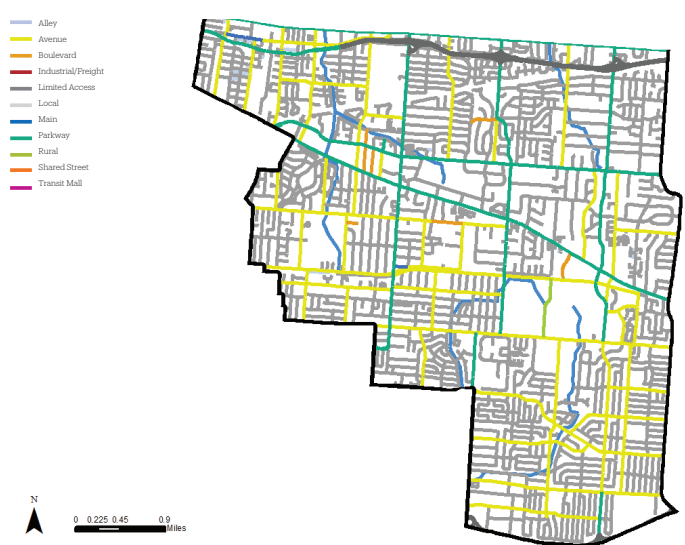 Alley
Avenue
Boulevard
Industrial/Freight
Limited Access
Local
Main
Parkway
Rural
Shared Street
Transit Mall
N
0 0.225 0.45 0.9
Miles